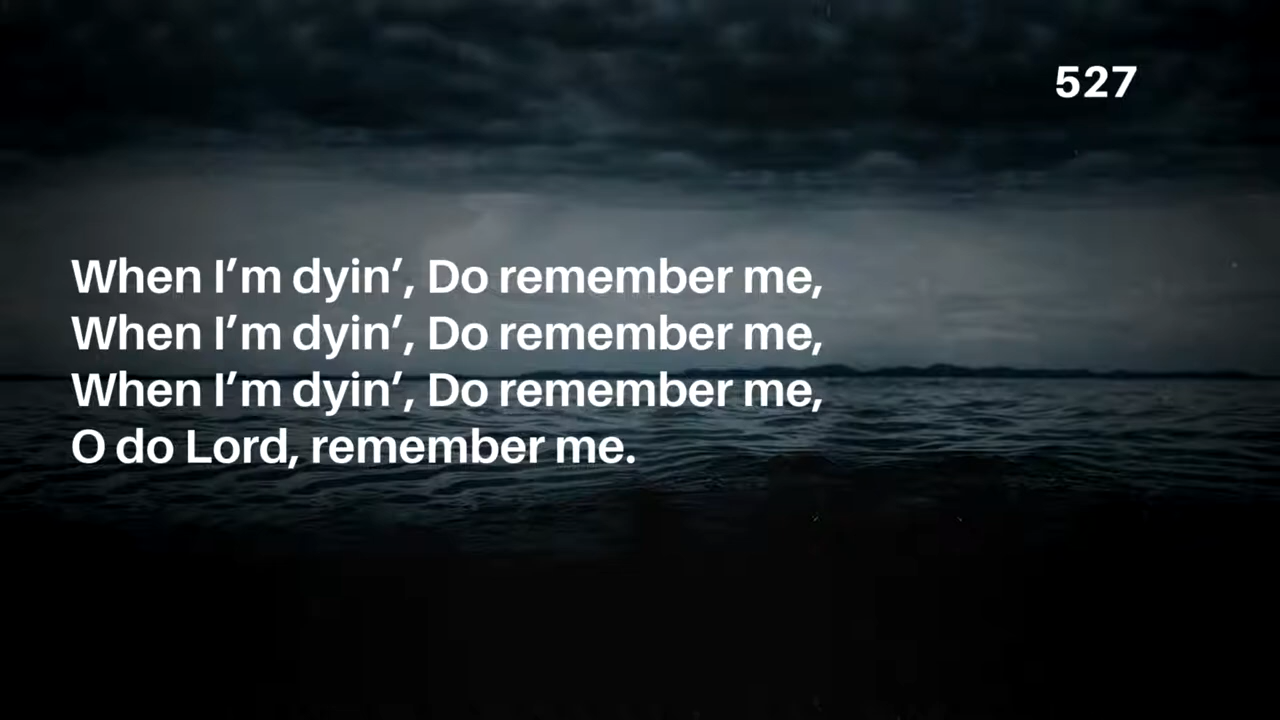 527
When I’m dyin’, Do remember me,
When I’m dyin’, Do remember me,
When I’m dyin’, Do remember me,
O do Lord, remember me.